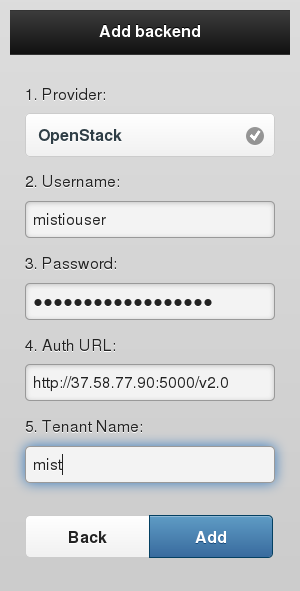 Add backend
1. Provider:
OpenStack
2. Username:
mistiouser
3. Password:
●●●●●●●●●●●●●●●●●●
4. Auth URL:
http://37.58.77.90:5000/v2.0
5. Tenant Name:
mist
Back Add